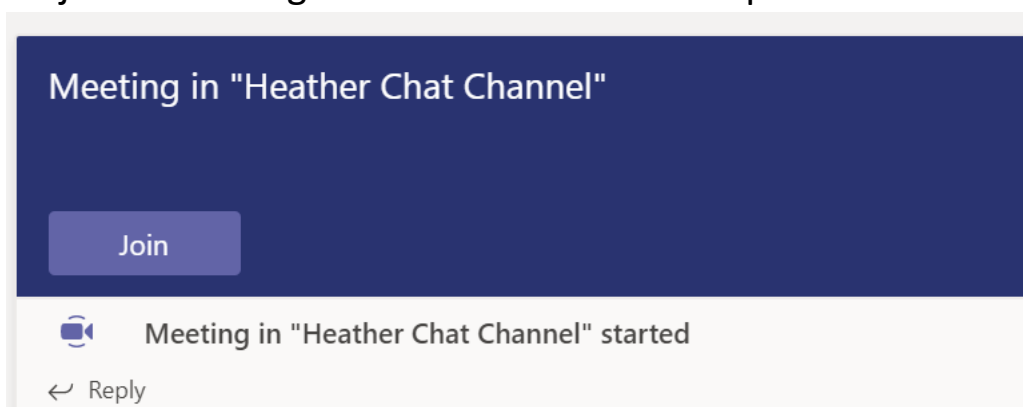 Meeting in "Heather Chat Channel"
Join
Meeting in "Heather Chat Channel" started
Reply